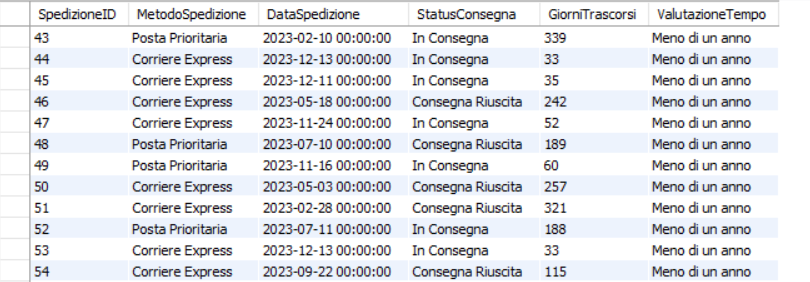 SpedizioneID MetodoSpedizione DataSpedizione StatusConsegna GiorniTrascorsi ValutazioneTempo
43 Posta Prioritaria 2023-02-10 00:00:00 In Consegna 339 Meno di un anno
44 Corriere Express 2023-12-13 00:00:00 In Consegna 33 Meno di un anno
45 Corriere Express 2023-12-11 00:00:00 In Consegna 35 Meno di un anno
46 Corriere Express 2023-05-18 00:00:00 Consegna Riuscita 242 Meno di un anno
47 Corriere Express 2023-11-24 00:00:00 In Consegna 52 Meno di un anno
48 Posta Prioritaria 2023-07-10 00:00:00 Consegna Riuscita 189 Meno di un anno
49 Posta Prioritaria 2023-11-16 00:00:00 In Consegna 60 Meno di un anno
50 Corriere Express 2023-05-03 00:00:00 Consegna Riuscita 257 Meno di un anno
51 Corriere Express 2023-02-28 00:00:00 Consegna Riuscita 321 Meno di un anno
52 Posta Prioritaria 2023-07-11 00:00:00 In Consegna 188 Meno di un anno
53 Corriere Express 2023-12-13 00:00:00 In Consegna 33 Meno di un anno
54 Corriere Express 2023-09-22 00:00:00 Consegna Riuscita 115 Meno di un anno